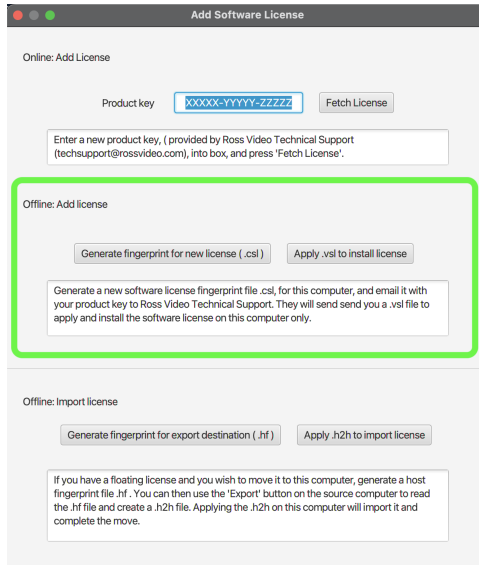 Add Software License
Online: Add License
Product key XXXXX-YYYYY-ZZZZZ Fetch License
Enter a new product key, ( provided by Ross Video Technical Support
(techsupport@rossvideo.com), into box, and press 'Fetch License'.
Offline: Add license
Generate fingerprint for new license ( .csl ) Apply .vsl to install license
Generate a new software license fingerprint file .csl, for this computer, and email it with
your product key to Ross Video Technical Support. They will send send you a .vsl file to
apply and install the software license on this computer only.
Offline: Import license
Generate fingerprint for export destination ( .hf ) Apply .h2h to import license
If you have a floating license and you wish to move it to this computer, generate a host
fingerprint file .hf . You can then use the 'Export' button on the source computer to read
the .hf file and create a .h2h file. Applying the .h2h on this computer will import it and
complete the move.